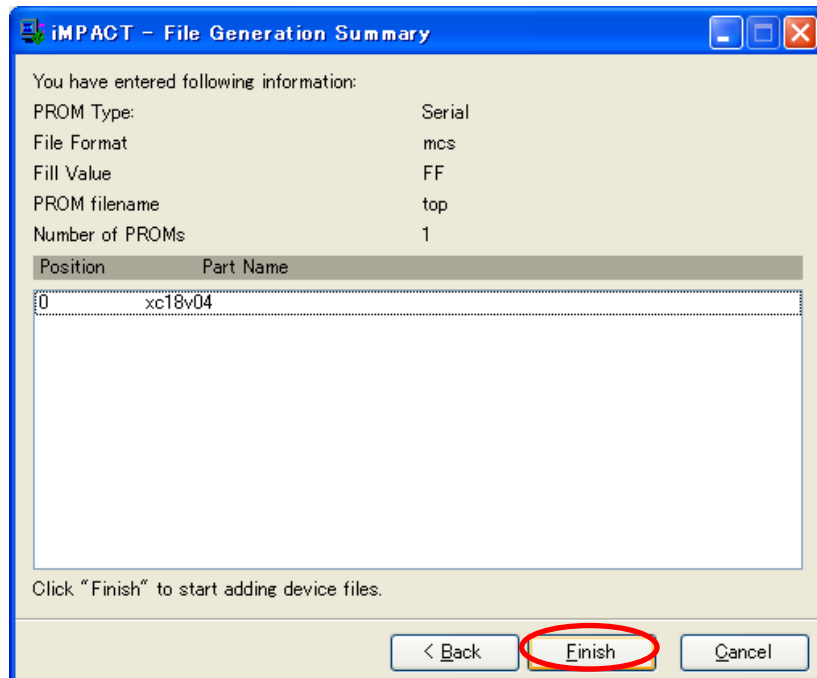 iMPACT - File Generation Summary
You have entered following information:
PROM Type: Serial
File Format mcs
Fill Value FF
PROM filename top
Number of PROMs 1
Position Part Name
0 xc18v04
Click "Finish" to start adding device files.
< Back Finish Cancel